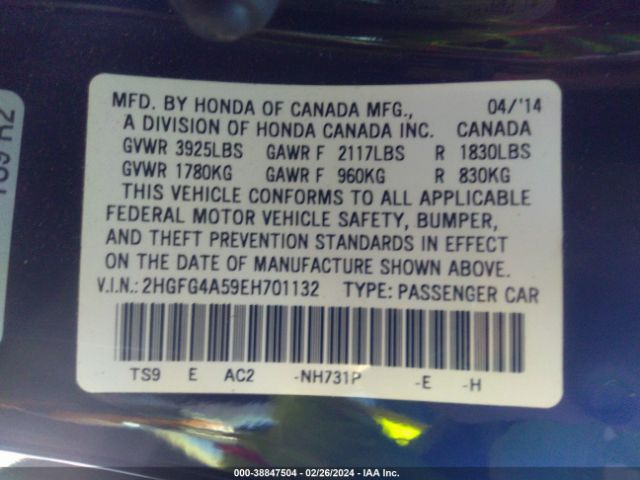 MFD. BY HONDA OF CANADA MFG., 04/'14
A DIVISION OF HONDA CANADA INC. CANADA
GVWR 3925LBS GAWR F 2117LBS R 1830LBS
GVWR 1780KG GAWR F 960KG R 830KG
THIS VEHICLE CONFORMS TO ALL APPLICABLE
FEDERAL MOTOR VEHICLE SAFETY, BUMPER,
AND THEFT PREVENTION STANDARDS IN EFFECT
ON THE DATE OF MANUFACTURE SHOWN ABOVE.
V.I.N.: 2HGFG4A59EH701132 TYPE: PASSENGER CAR
TS9 E AC2 -NH731P -E -H
000-38847504 - 02/26/2024 - IAA Inc.